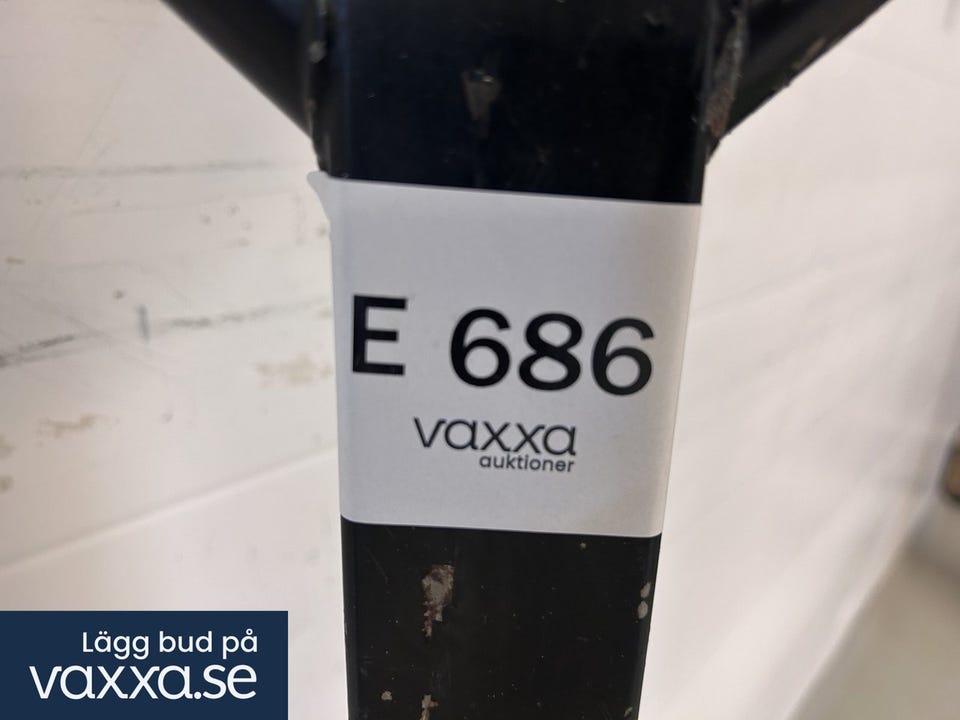 E 686
vaxxa
auktioner
Lägg bud på
vaxxa.se